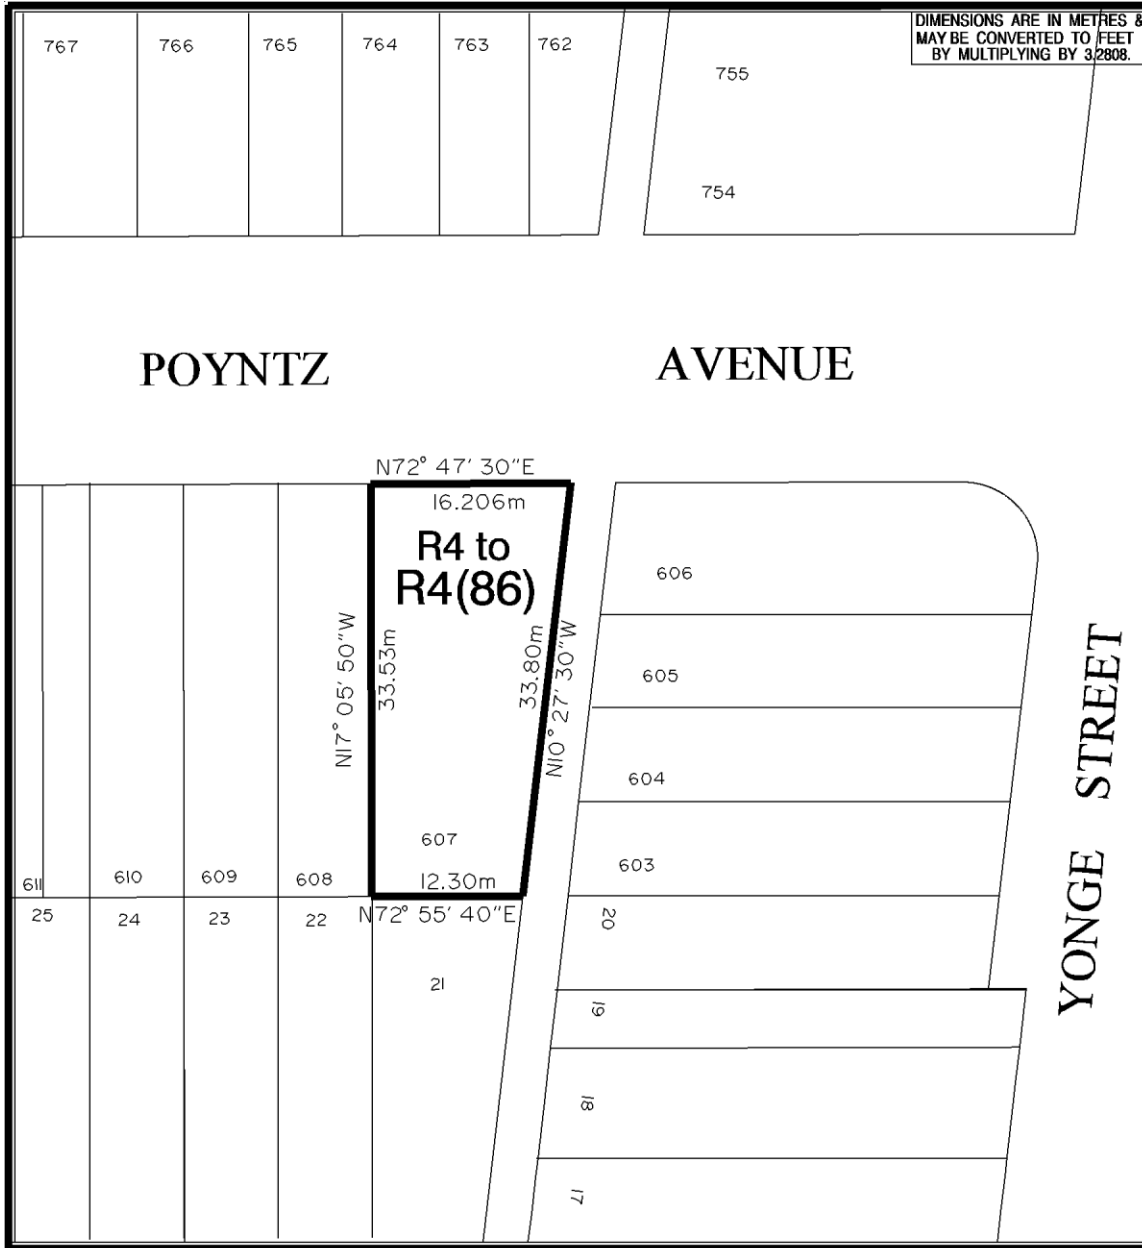 DIMENSIONS ARE IN METRES &
MAY BE CONVERTED TO FEET
BY MULTIPLYING BY 3.2808.
767
766
765
764
763
762
755
754
POYNTZ AVENUE
N72° 47' 30"E
16.206m
R4 to
R4(86)
N17° 05' 50"W
33.53m
33.80m
N10° 27' 30"W
607
12.30m
N72° 55' 40"E
606
605
604
603
YONGE STREET
611
610
609
608
25
24
23
22
21
20
19
18
17